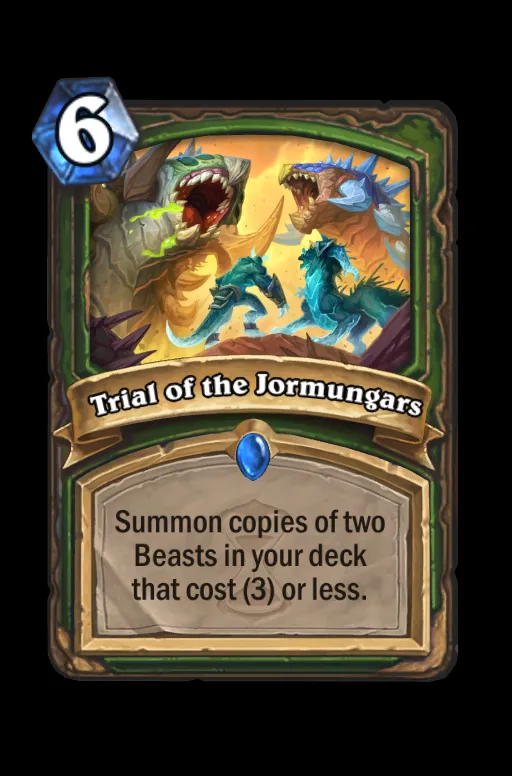 6
Trial of the Jormungars
Summon copies of two
Beasts in your deck
that cost (3) or less.